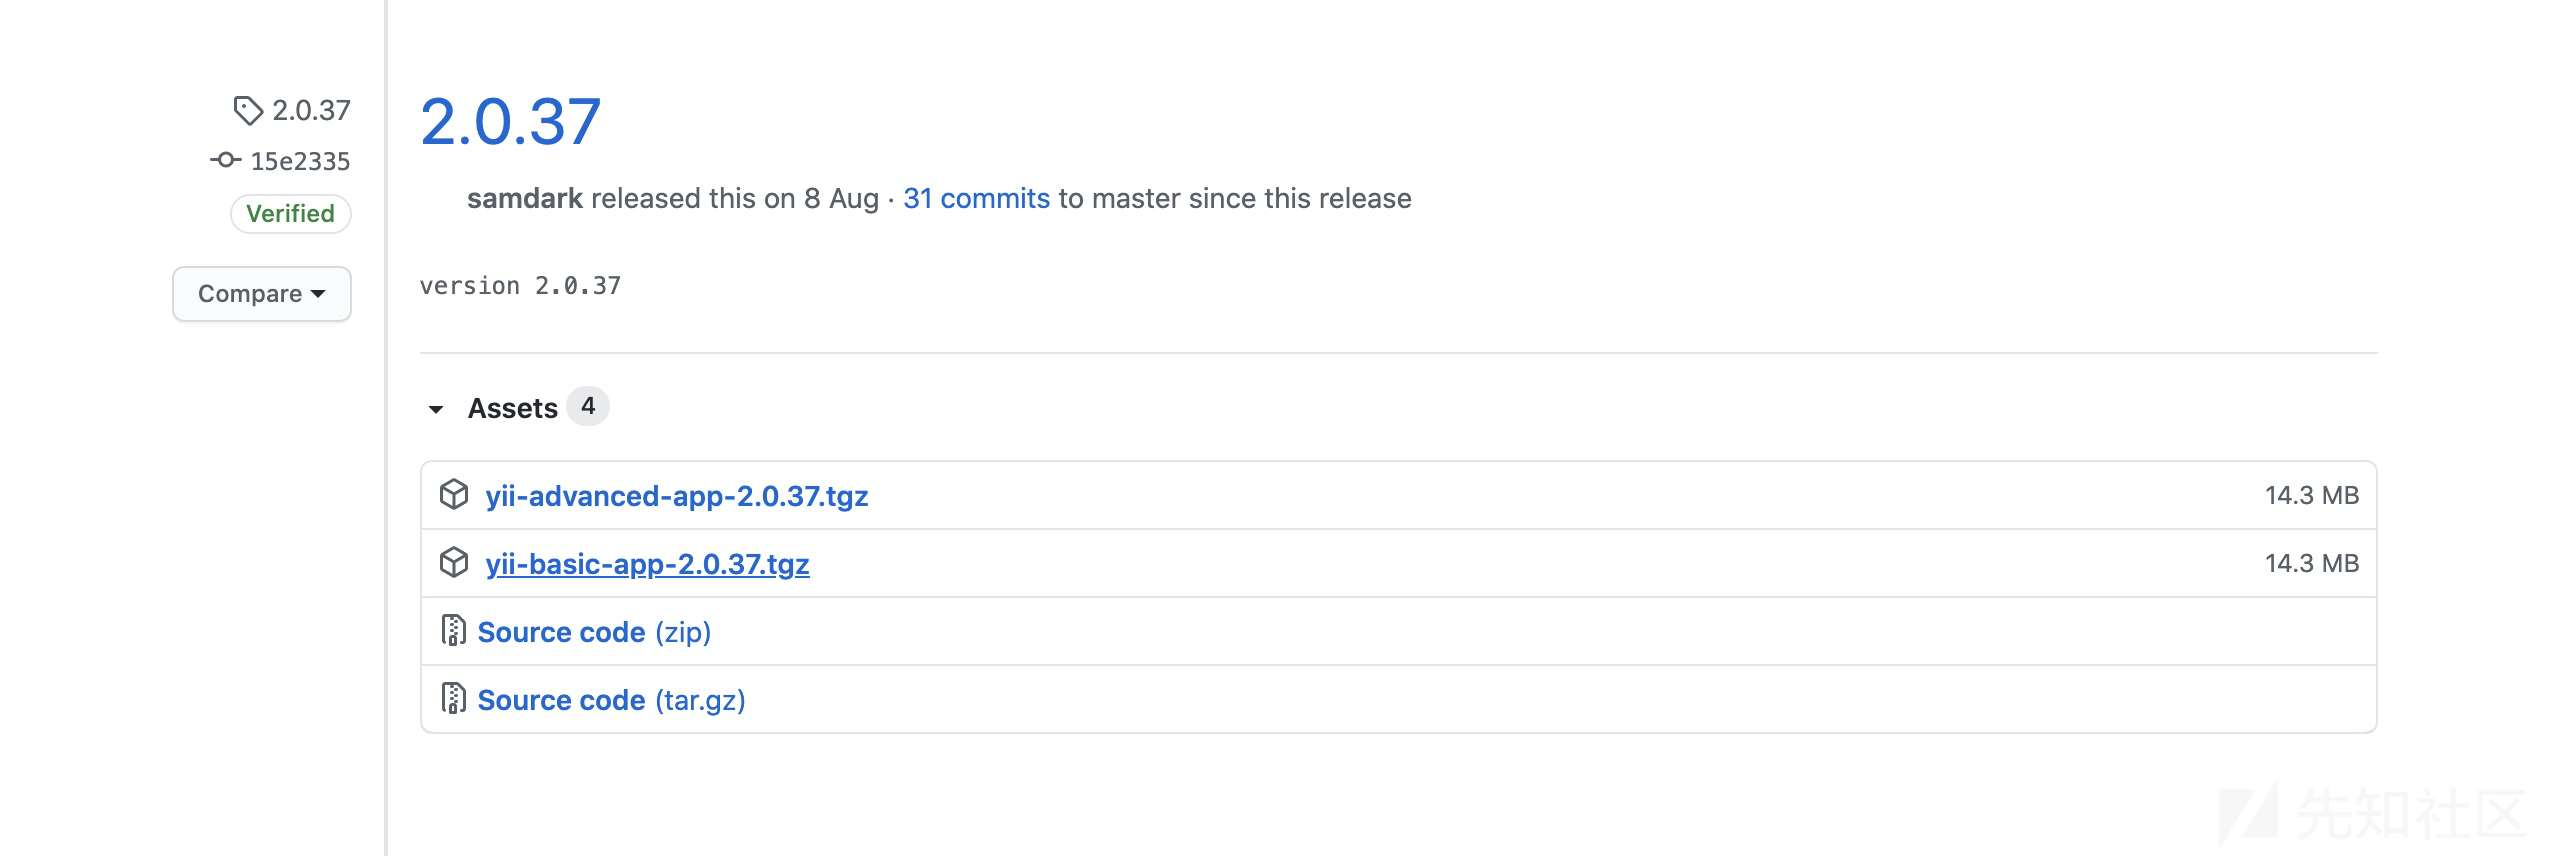 2.0.37
15e2335
Verified
Compare
2.0.37
samdark released this on 8 Aug · 31 commits to master since this release
version 2.0.37
Assets 4
yii-advanced-app-2.0.37.tgz 14.3 MB
yii-basic-app-2.0.37.tgz 14.3 MB
Source code (zip)
Source code (tar.gz)
先知社区